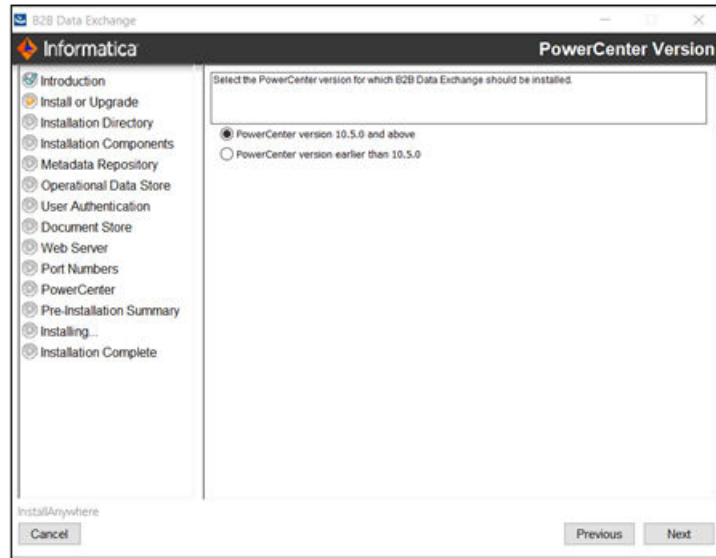 B2B Data Exchange
Informatica
PowerCenter Version
Introduction
Install or Upgrade
Installation Directory
Installation Components
Metadata Repository
Operational Data Store
User Authentication
Document Store
Web Server
Port Numbers
PowerCenter
Pre-Installation Summary
Installing...
Installation Complete
Select the PowerCenter version for which B2B Data Exchange should be installed.
PowerCenter version 10.5.0 and above
PowerCenter version earlier than 10.5.0
InstallAnywhere
Cancel
Previous
Next